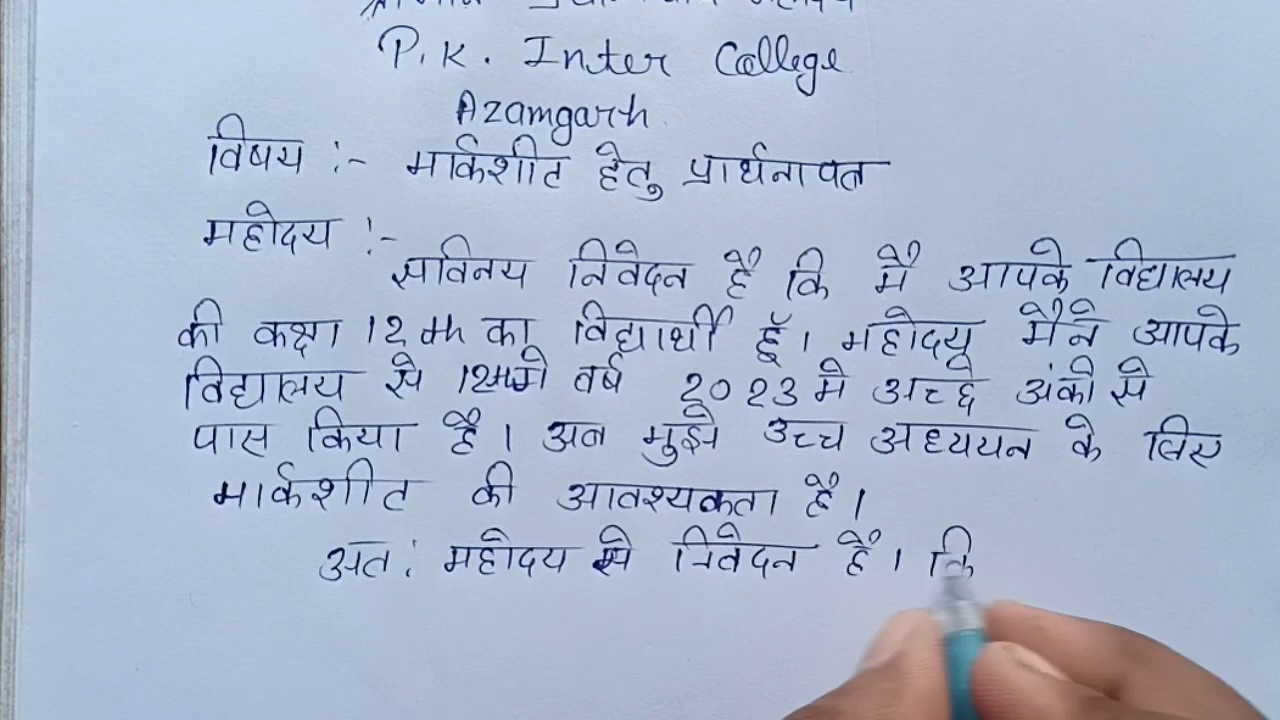 P.K. Inter College
Azamgarh
विषय :- मार्कशीट हेतु प्रार्थनापत्र
महोदय :-
सविनय निवेदन है कि मै आपके विद्यालय
की कक्षा 12th का विद्यार्थी हूँ। महोदय मैने आपके
विद्यालय से 12thमे वर्ष 2023 मे अच्छे अंको से
पास किया है। अब मुझे उच्च अध्ययन के लिए
मार्कशीट की आवश्यकता है।
अतः महोदय से निवेदन है। कि